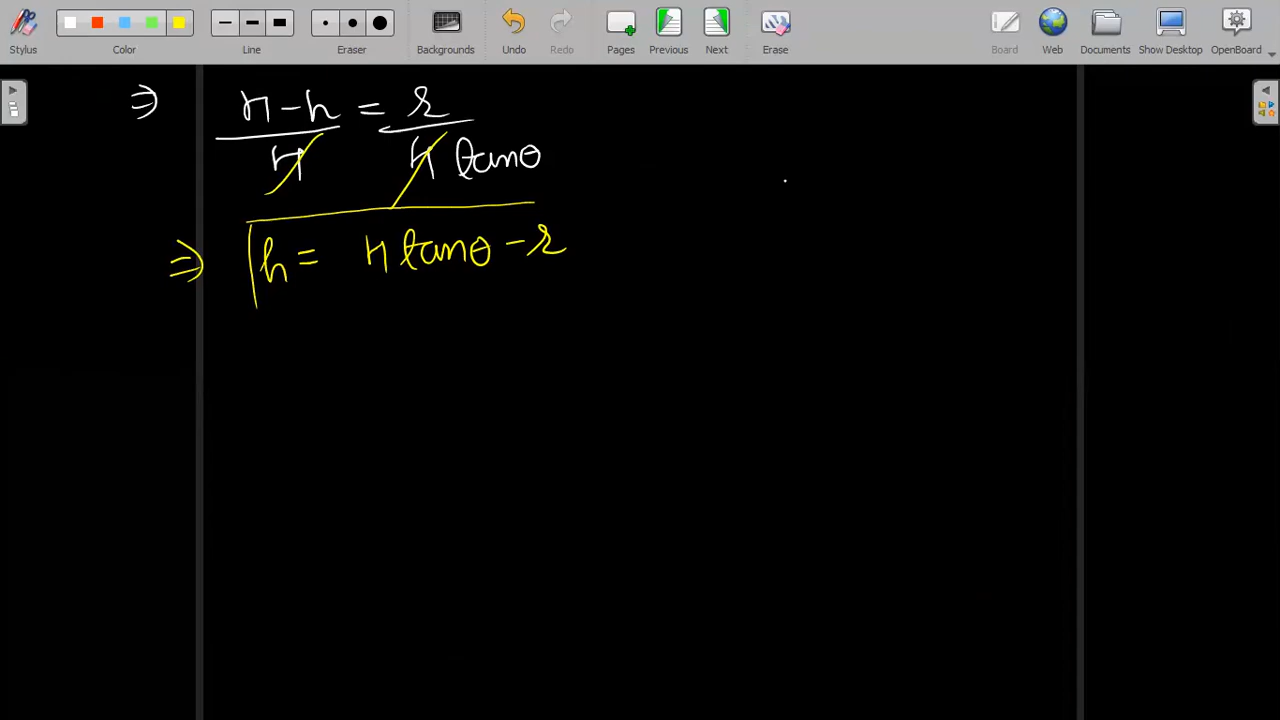 Stylus Color Line Eraser Backgrounds Undo Redo Pages Previous Next Erase Board Web Documents Show Desktop OpenBoard
⇒ H-h/H = r/H tanθ
⇒ h = H tanθ - r